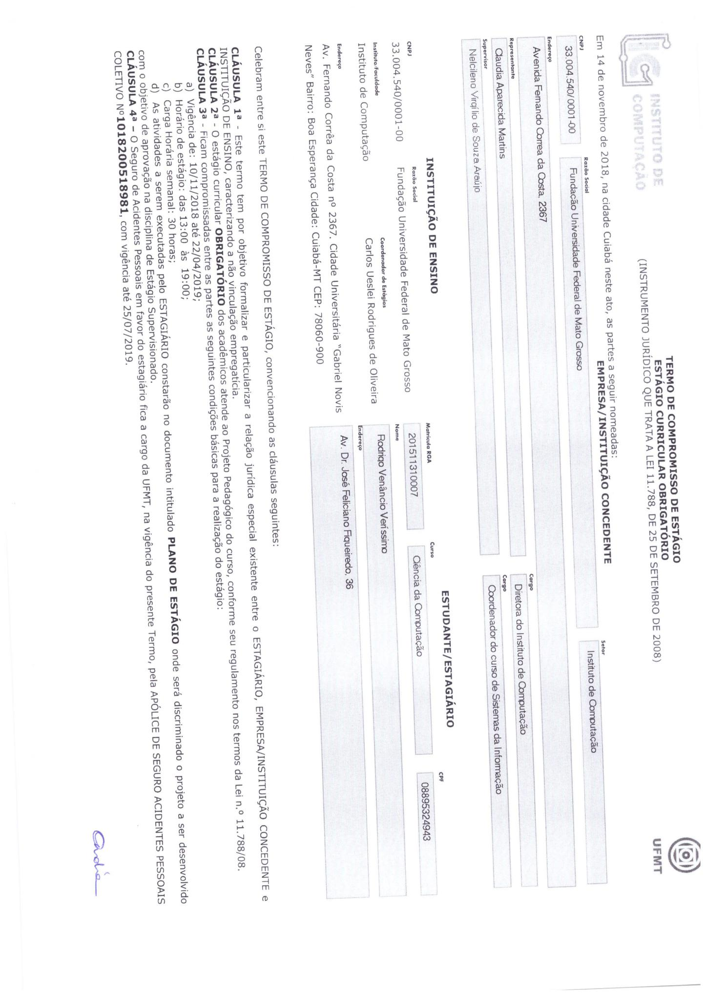 INSTITUTO DE
COMPUTAÇÃO
TERMO DE COMPROMISSO DE ESTÁGIO
ESTÁGIO CURRICULAR OBRIGATÓRIO
(INSTRUMENTO JURÍDICO QUE TRATA A LEI 11.788, DE 25 DE SETEMBRO DE 2008)
UFMT
Em 14 de novembro de 2018, na cidade Cuiabá neste ato, as partes a seguir nomeadas:
EMPRESA/INSTITUIÇÃO CONCEDENTE
CNPJ
33.004.540/0001-00
Razão Social
Fundação Universidade Federal de Mato Grosso
Setor
Instituto de Computação
Endereço
Avenida Fernando Correa da Costa, 2367
Representante
Claudia Aparecida Martins
Cargo
Diretora do Instituto de Computação
Supervisor
Nelcileno Virgílio de Souza Araújo
Cargo
Coordenador do curso de Sistemas da Informação
INSTITUIÇÃO DE ENSINO
CNPJ
33.004.540/0001-00
Razão Social
Fundação Universidade Federal de Mato Grosso
Instituto/Faculdade
Instituto de Computação
Coordenador de Estágios
Carlos Ueslei Rodrigues de Oliveira
Endereço
Av. Fernando Corrêa da Costa nº 2367. Cidade Universitária “Gabriel Novis
Neves” Bairro: Boa Esperança Cidade: Cuiabá-MT CEP: 78060-900
ESTUDANTE/ESTAGIÁRIO
Matrícula RGA
201511310007
Curso
Ciência da Computação
CPF
08895324943
Nome
Rodrigo Venâncio Veríssimo
Endereço
Av. Dr. José Feliciano Figueiredo, 36
Celebram entre si este TERMO DE COMPROMISSO DE ESTÁGIO, convencionando as cláusulas seguintes:
CLÁUSULA 1ª - Este termo tem por objetivo formalizar e particularizar a relação jurídica especial existente entre o ESTAGIÁRIO, EMPRESA/INSTITUIÇÃO CONCEDENTE e
INSTITUIÇÃO DE ENSINO, caracterizando a não vinculação empregatícia.
CLÁUSULA 2ª - O estágio curricular OBRIGATÓRIO dos acadêmicos atende ao Projeto Pedagógico do curso, conforme seu regulamento nos termos da Lei n.º 11.788/08.
CLÁUSULA 3ª - Ficam compromissadas entre as partes as seguintes condições básicas para a realização do estágio:
a) Vigência de: 10/11/2018 até 22/04/2019;
b) Horário de estágio: das 13:00 às 19:00;
c) Carga Horária semanal: 30 horas;
d) As atividades a serem executadas pelo ESTAGIÁRIO constarão no documento intitulado PLANO DE ESTÁGIO onde será discriminado o projeto a ser desenvolvido
com o objetivo de aprovação na disciplina de Estágio Supervisionado.
CLÁUSULA 4ª – O Seguro de Acidentes Pessoais em favor do estagiário fica a cargo da UFMT, na vigência do presente Termo, pela APÓLICE DE SEGURO ACIDENTES PESSOAIS
COLETIVO Nº1018200518981, com vigência até 25/07/2019.